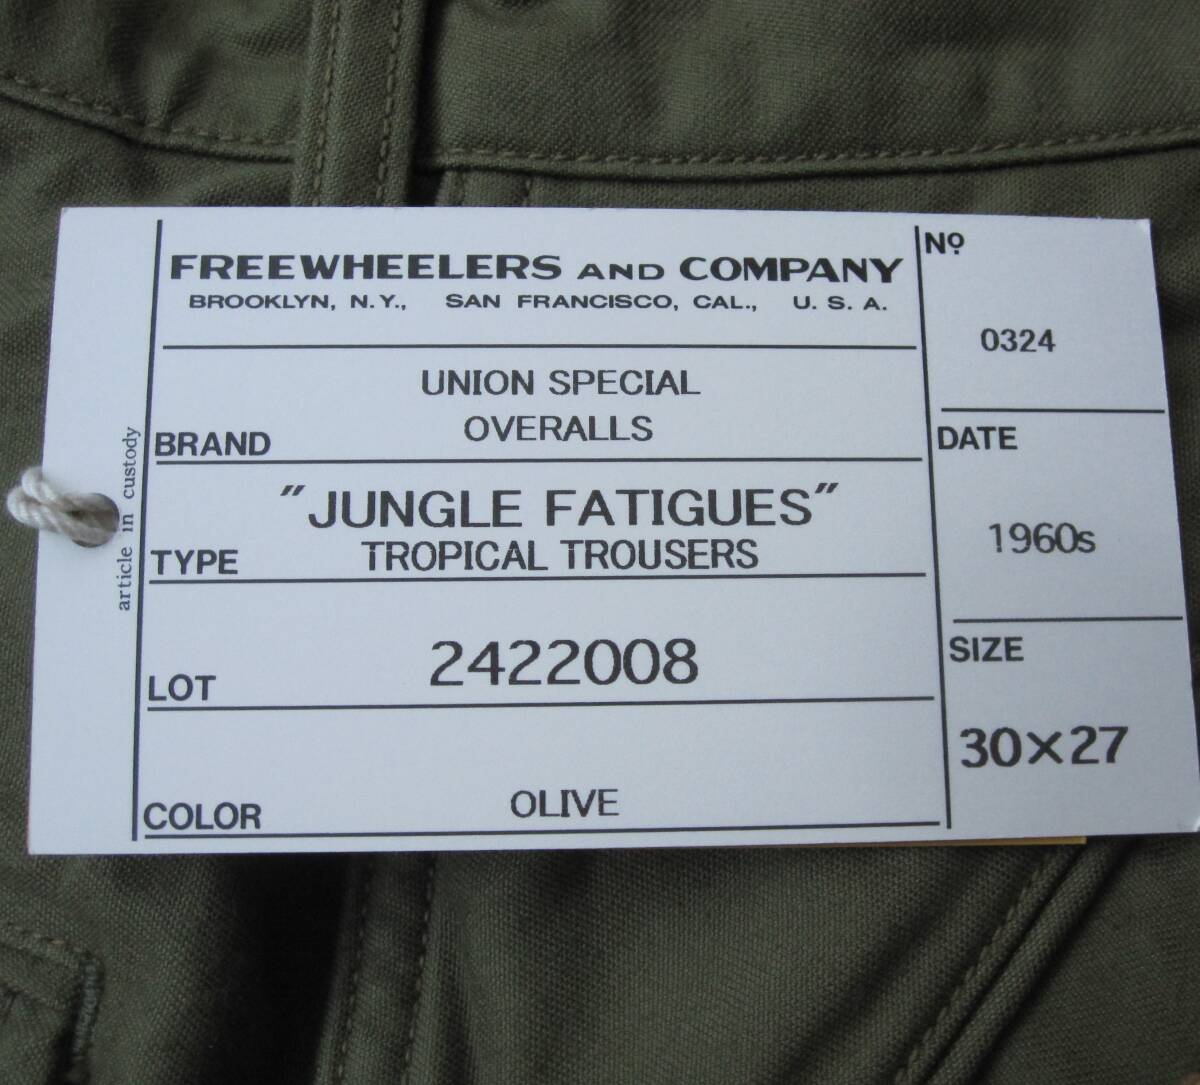 FREEWHEELERS AND COMPANY
BROOKLYN, N.Y., SAN FRANCISCO, CAL., U. S. A.
UNION SPECIAL
OVERALLS
BRAND
"JUNGLE FATIGUES"
TROPICAL TROUSERS
TYPE
2422008
LOT
OLIVE
COLOR
Nº
0324
DATE
1960s
SIZE
30×27
article in custody